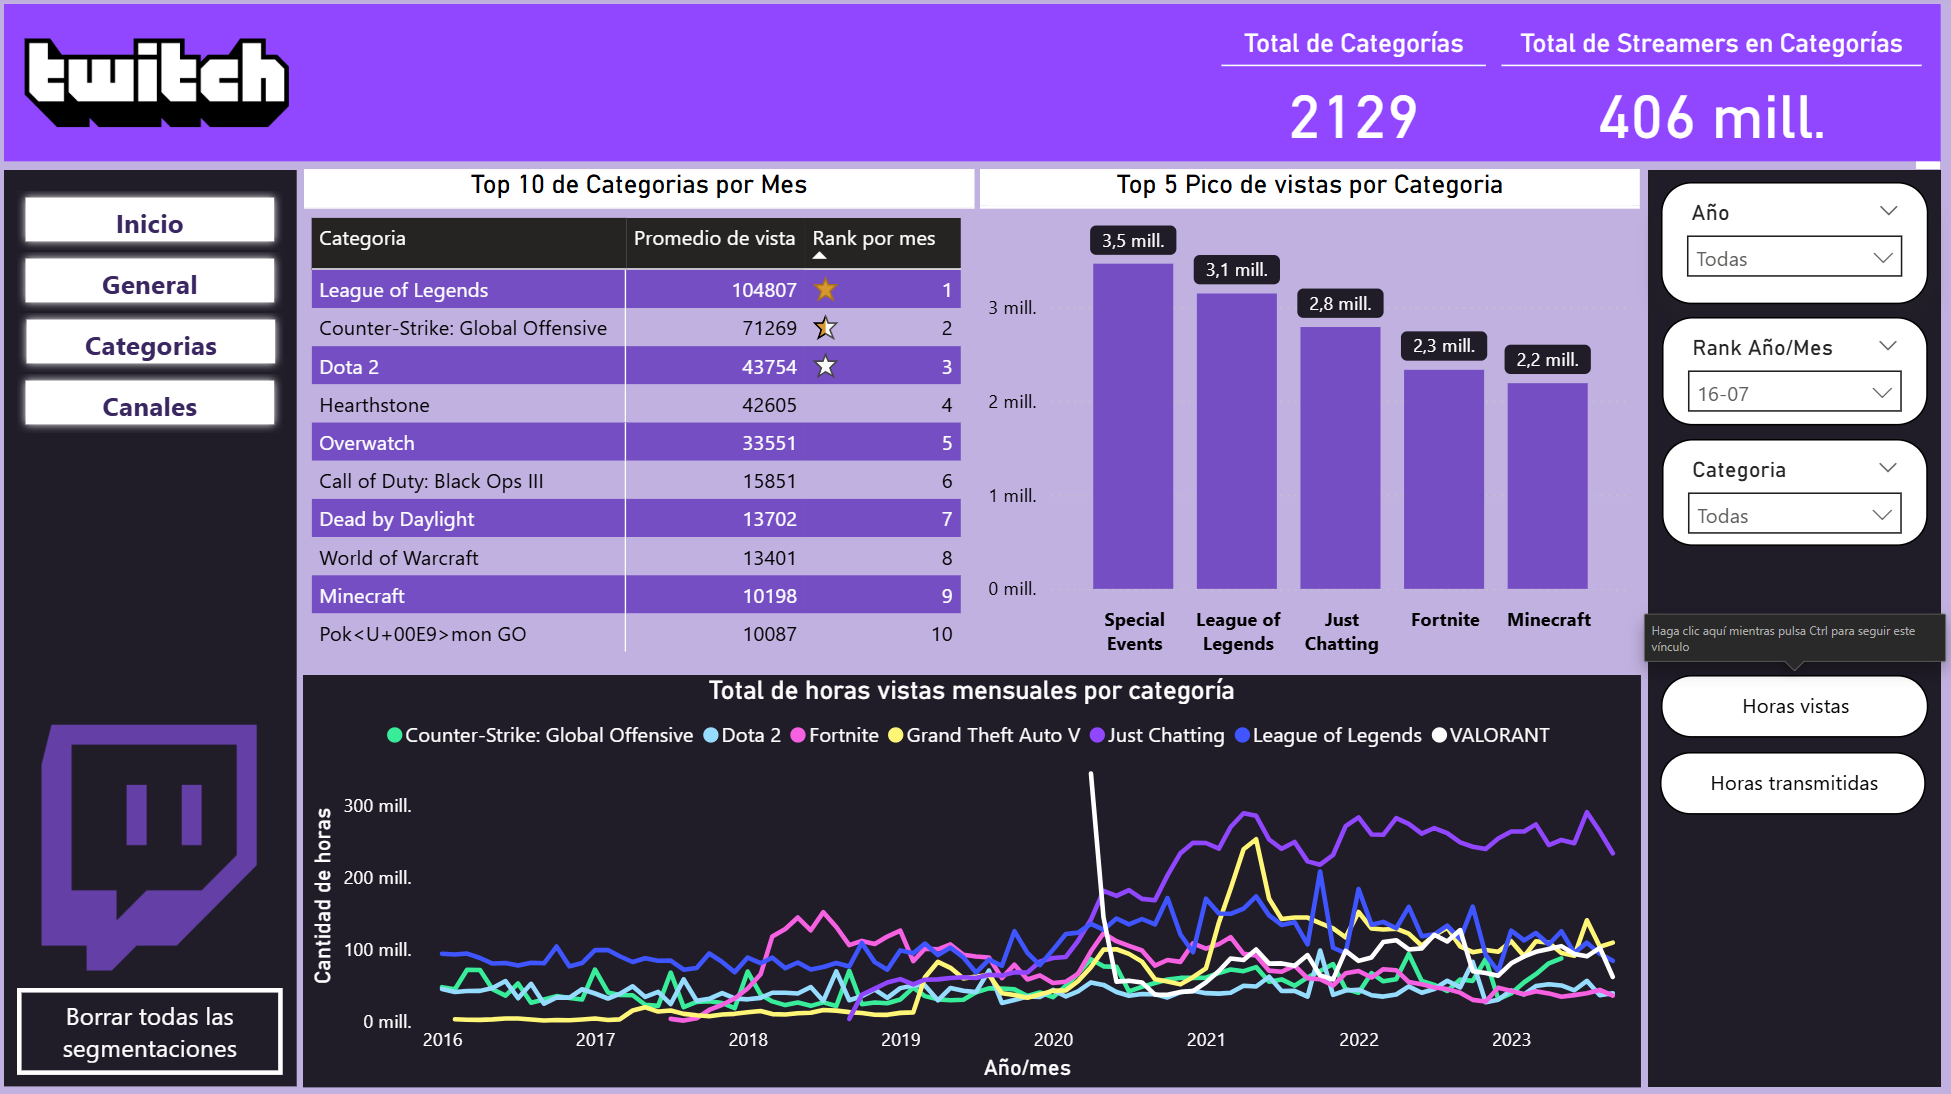 twitch
Total de Categorías
2129
Total de Streamers en Categorías
406 mill.
Inicio
General
Categorias
Canales
Borrar todas las
segmentaciones
Top 10 de Categorias por Mes
Categoria Promedio de vista Rank por mes
League of Legends 104807 1
Counter-Strike: Global Offensive 71269 2
Dota 2 43754 3
Hearthstone 42605 4
Overwatch 33551 5
Call of Duty: Black Ops III 15851 6
Dead by Daylight 13702 7
World of Warcraft 13401 8
Minecraft 10198 9
Pok<U+00E9>mon GO 10087 10
Top 5 Pico de vistas por Categoria
3,5 mill.
3,1 mill.
2,8 mill.
2,3 mill.
2,2 mill.
3 mill.
2 mill.
1 mill.
0 mill.
Special
Events
League of
Legends
Just
Chatting
Fortnite
Minecraft
Total de horas vistas mensuales por categoría
Counter-Strike: Global Offensive Dota 2 Fortnite Grand Theft Auto V Just Chatting League of Legends VALORANT
Cantidad de horas
300 mill.
200 mill.
100 mill.
0 mill.
2016 2017 2018 2019 2020 2021 2022 2023
Año/mes
Año
Todas
Rank Año/Mes
16-07
Categoria
Todas
Haga clic aquí mientras pulsa Ctrl para seguir este
vínculo
Horas vistas
Horas transmitidas